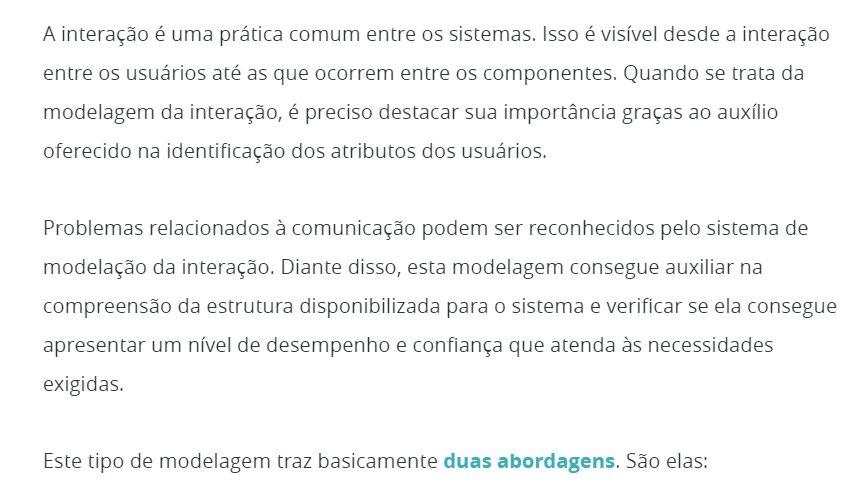 A interação é uma prática comum entre os sistemas. Isso é visível desde a interação
entre os usuários até as que ocorrem entre os componentes. Quando se trata da
modelagem da interação, é preciso destacar sua importância graças ao auxílio
oferecido na identificação dos atributos dos usuários.
Problemas relacionados à comunicação podem ser reconhecidos pelo sistema de
modelação da interação. Diante disso, esta modelagem consegue auxiliar na
compreensão da estrutura disponibilizada para o sistema e verificar se ela consegue
apresentar um nível de desempenho e confiança que atenda às necessidades
exigidas.
Este tipo de modelagem traz basicamente duas abordagens. São elas: